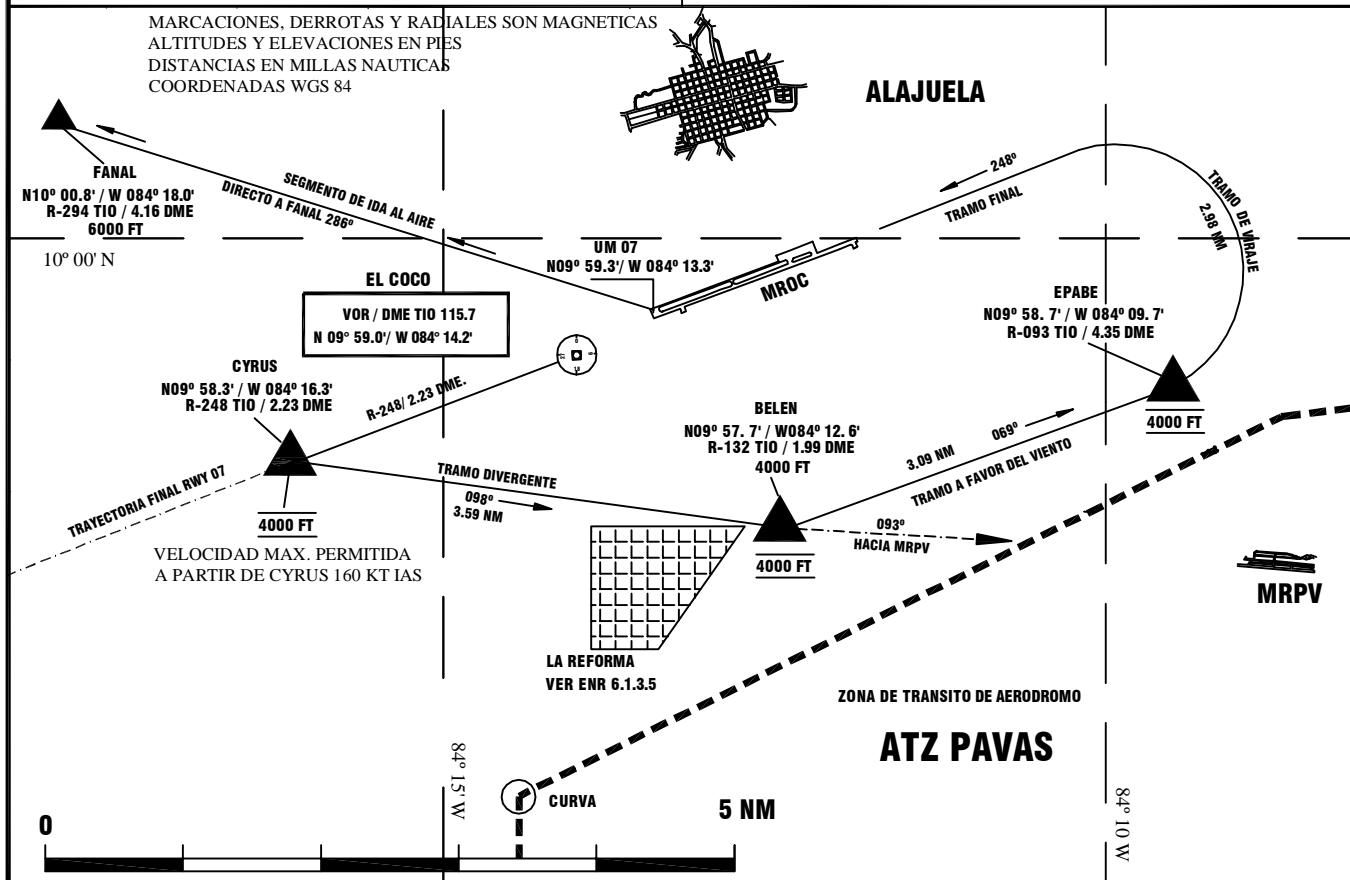 MARCACIONES, DERROTAS Y RADIALES SON MAGNETICAS
ALTITUDES Y ELEVACIONES EN PIES
DISTANCIAS EN MILLAS NAUTICAS
COORDENADAS WGS 84
ALAJUELA
FANAL
N10º 00.8' / W 084º 18.0'
R-294 TIO / 4.16 DME
6000 FT
SEGMENTO DE IDA AL AIRE
DIRECTO A FANAL 286º
248º
TRAMO FINAL
TRAMO DE VIRAJE
2.98 NM
10º 00' N
UM 07
N09º 59.3'/ W 084º 13.3'
MROC
EL COCO
VOR / DME TIO 115.7
N 09° 59.0'/ W 084° 14.2'
EPABE
N09º 58. 7'/ W 084º 09. 7'
R-093 TIO / 4.35 DME
4000 FT
CYRUS
N09º 58.3' / W 084º 16.3'
R-248 TIO / 2.23 DME
R-248/ 2.23 DME.
4000 FT
BELEN
N09º 57. 7' / W084º 12. 6'
R-132 TIO / 1.99 DME
4000 FT
4000 FT
3.09 NM
069º
TRAMO A FAVOR DEL VIENTO
TRAMO DIVERGENTE
098º
3.59 NM
TRAYECTORIA FINAL RWY 07
VELOCIDAD MAX. PERMITIDA
A PARTIR DE CYRUS 160 KT IAS
093º
HACIA MRPV
MRPV
LA REFORMA
VER ENR 6.1.3.5
ZONA DE TRANSITO DE AERODROMO
ATZ PAVAS
84º 15' W
CURVA
84º 10' W
0
5 NM